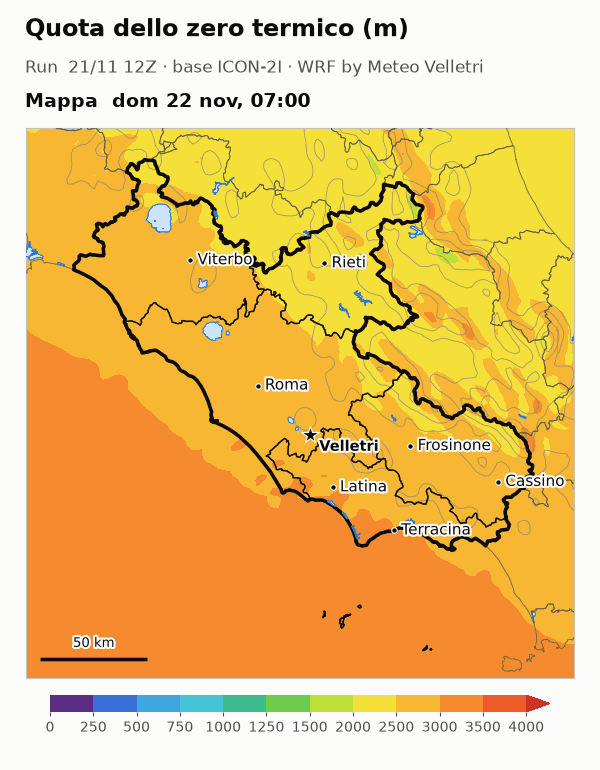 Quota dello zero termico (m)
Run  21/11 12Z · base ICON-2I · WRF by Meteo Velletri
Mappa  dom 22 nov, 07:00
Viterbo
Rieti
Roma
Velletri
Frosinone
Cassino
Latina
Terracina
50 km
0 250 500 750 1000 1250 1500 2000 2500 3000 3500 4000